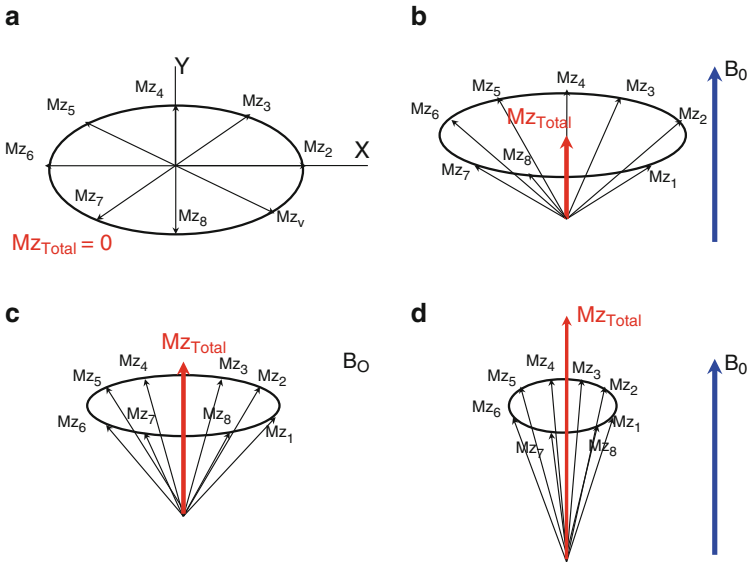 a
Y
Mz4
Mz5
Mz3
Mz6
Mz2
X
Mz7
Mz8
Mzv
MzTotal = 0
b
B0
Mz4
Mz5
Mz3
Mz6
MzTotal
Mz2
Mz8
Mz7
Mz1
c
MzTotal
BO
Mz4
Mz3
Mz5
Mz2
Mz7
Mz8
Mz6
Mz1
d
MzTotal
B0
Mz4
Mz3
Mz5
Mz2
Mz6
Mz1
Mz7
Mz8